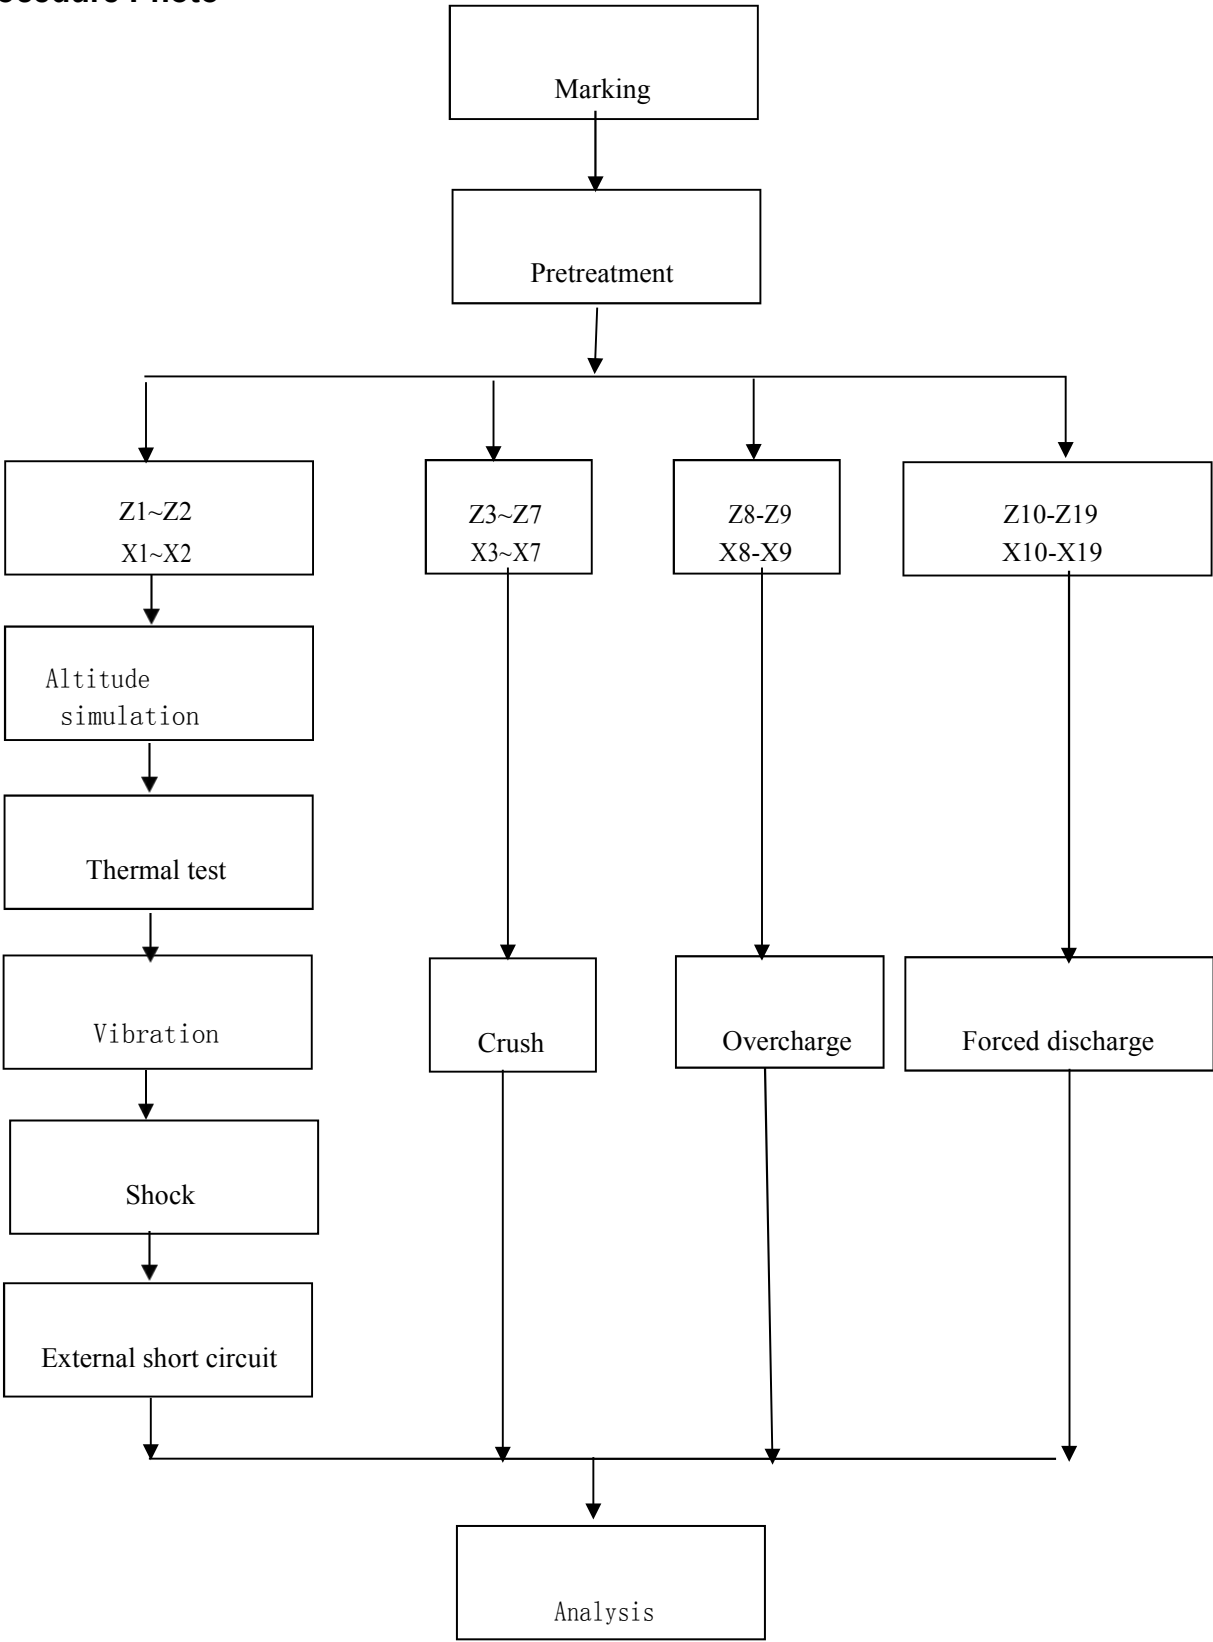 Marking
Pretreatment
Z1~Z2
X1~X2
Z3~Z7
X3~X7
Z8-Z9
X8-X9
Z10-Z19
X10-X19
Altitude
simulation
Thermal test
Vibration
Crush
Overcharge
Forced discharge
Shock
External short circuit
Analysis